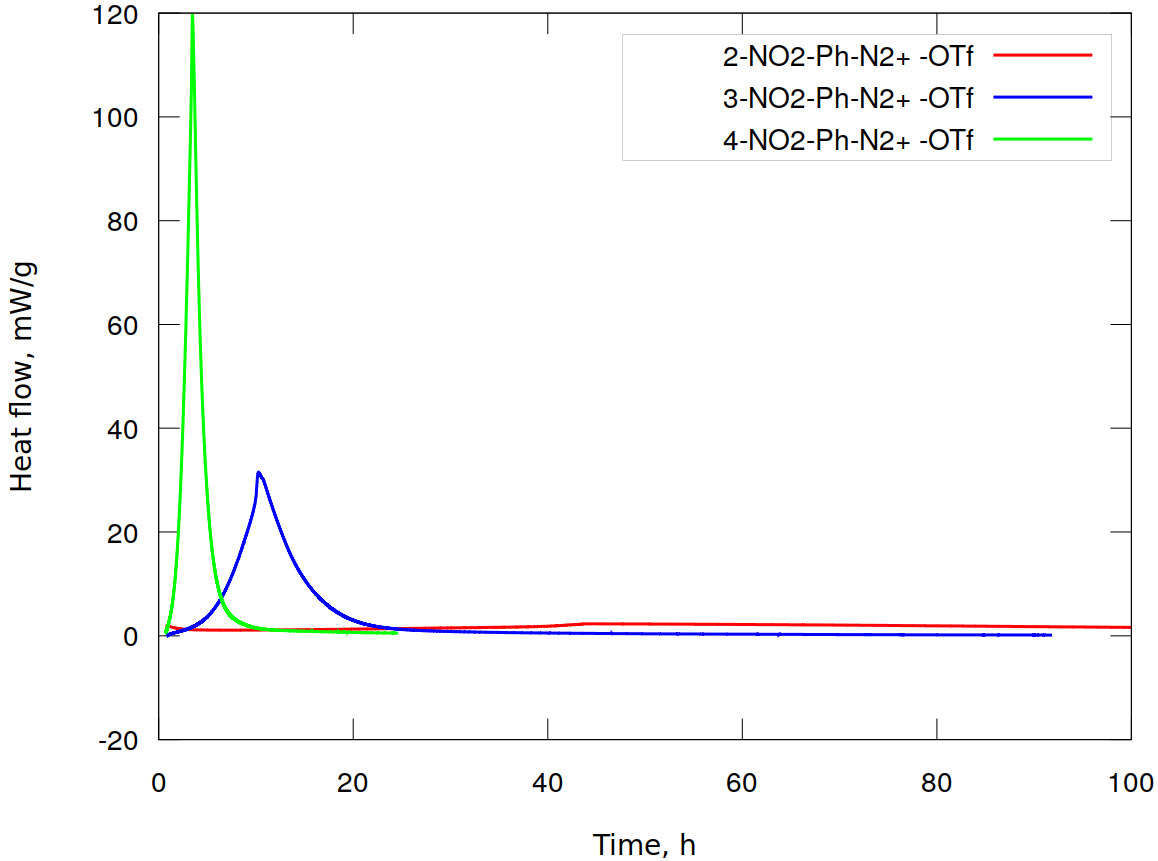 120
100
80
60
40
20
0
-20
0 20 40 60 80 100
Heat flow, mW/g
Time, h
2-NO2-Ph-N2+ -OTf
3-NO2-Ph-N2+ -OTf
4-NO2-Ph-N2+ -OTf